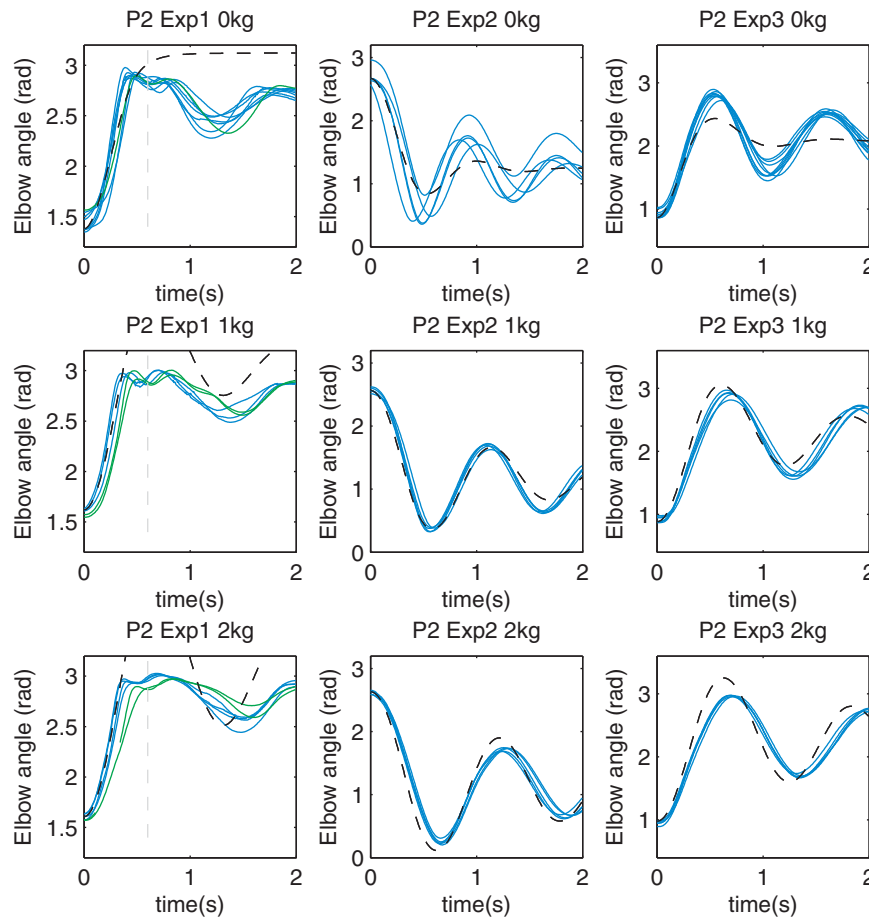 P2 Exp1 0kg
P2 Exp2 0kg
P2 Exp3 0kg
Elbow angle (rad)
3
2.5
2
1.5
0 1 2
time(s)
Elbow angle (rad)
3
2
1
0
0 1 2
time(s)
Elbow angle (rad)
3
2
1
0 1 2
time(s)
P2 Exp1 1kg
P2 Exp2 1kg
P2 Exp3 1kg
Elbow angle (rad)
3
2.5
2
1.5
0 1 2
time(s)
Elbow angle (rad)
3
2
1
0
0 1 2
time(s)
Elbow angle (rad)
3
2
1
0 1 2
time(s)
P2 Exp1 2kg
P2 Exp2 2kg
P2 Exp3 2kg
Elbow angle (rad)
3
2.5
2
1.5
0 1 2
time(s)
Elbow angle (rad)
3
2
1
0
0 1 2
time(s)
Elbow angle (rad)
3
2
1
0 1 2
time(s)